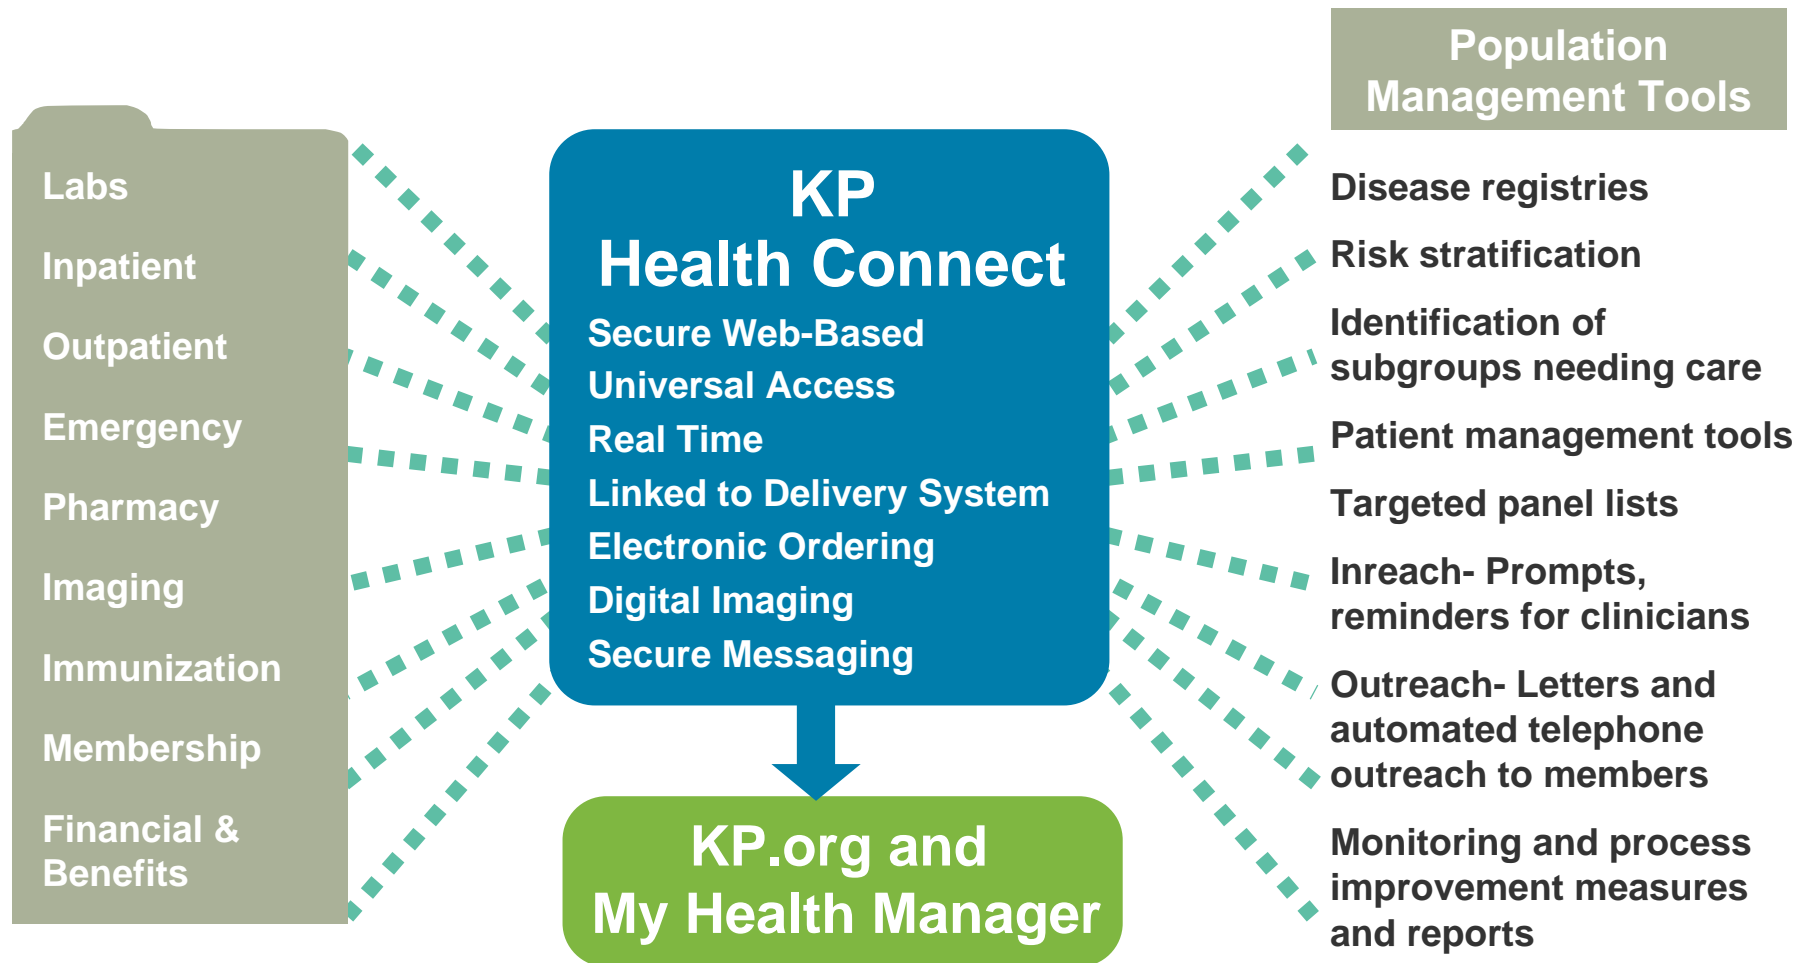 Labs
Inpatient
Outpatient
Emergency
Pharmacy
Imaging
Immunization
Membership
Financial &
Benefits
KP
Health Connect
Secure Web-Based
Universal Access
Real Time
Linked to Delivery System
Electronic Ordering
Digital Imaging
Secure Messaging
KP.org and
My Health Manager
Population
Management Tools
Disease registries
Risk stratification
Identification of
subgroups needing care
Patient management tools
Targeted panel lists
Inreach- Prompts,
reminders for clinicians
Outreach- Letters and
automated telephone
outreach to members
Monitoring and process
improvement measures
and reports